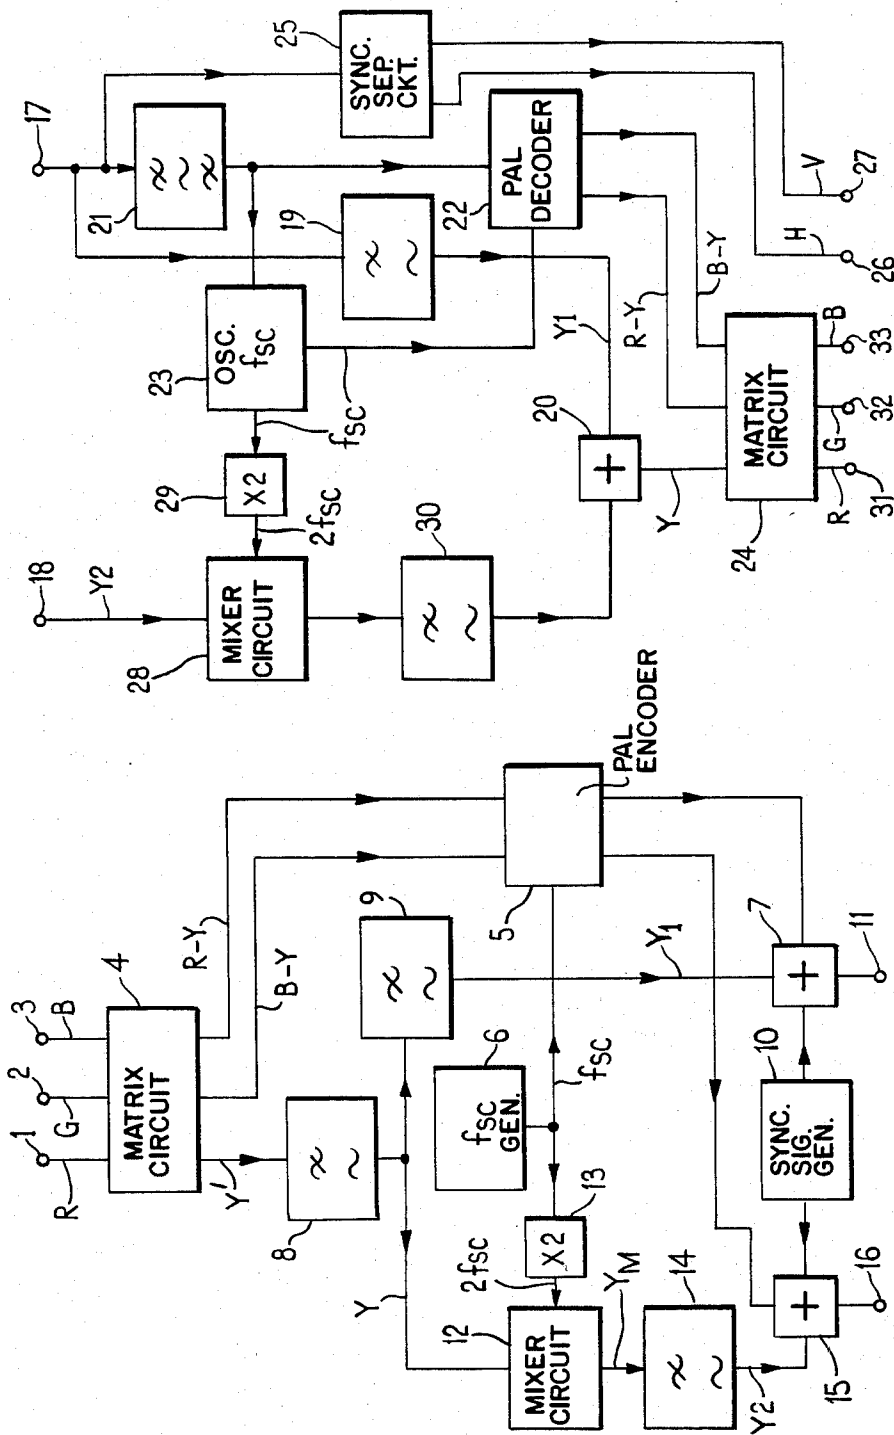 1
2
3
R
G
B
4
MATRIX
CIRCUIT
Y'
R-Y
B-Y
8
9
Y
6
fSC
GEN.
fSC
5
PAL
ENCODER
13
X2
2fSC
12
MIXER
CIRCUIT
YM
14
Y2
Y1
10
SYNC.
SIG.
GEN.
7
+
15
+
11
16
18
Y2
17
21
25
SYNC.
SEP.
CKT.
19
23
OSC.
fSC
fSC
29
X2
2fSC
28
MIXER
CIRCUIT
30
22
PAL
DECODER
Y1
20
+
Y
R-Y
B-Y
24
MATRIX
CIRCUIT
R
G
B
H
V
31
32
33
26
27